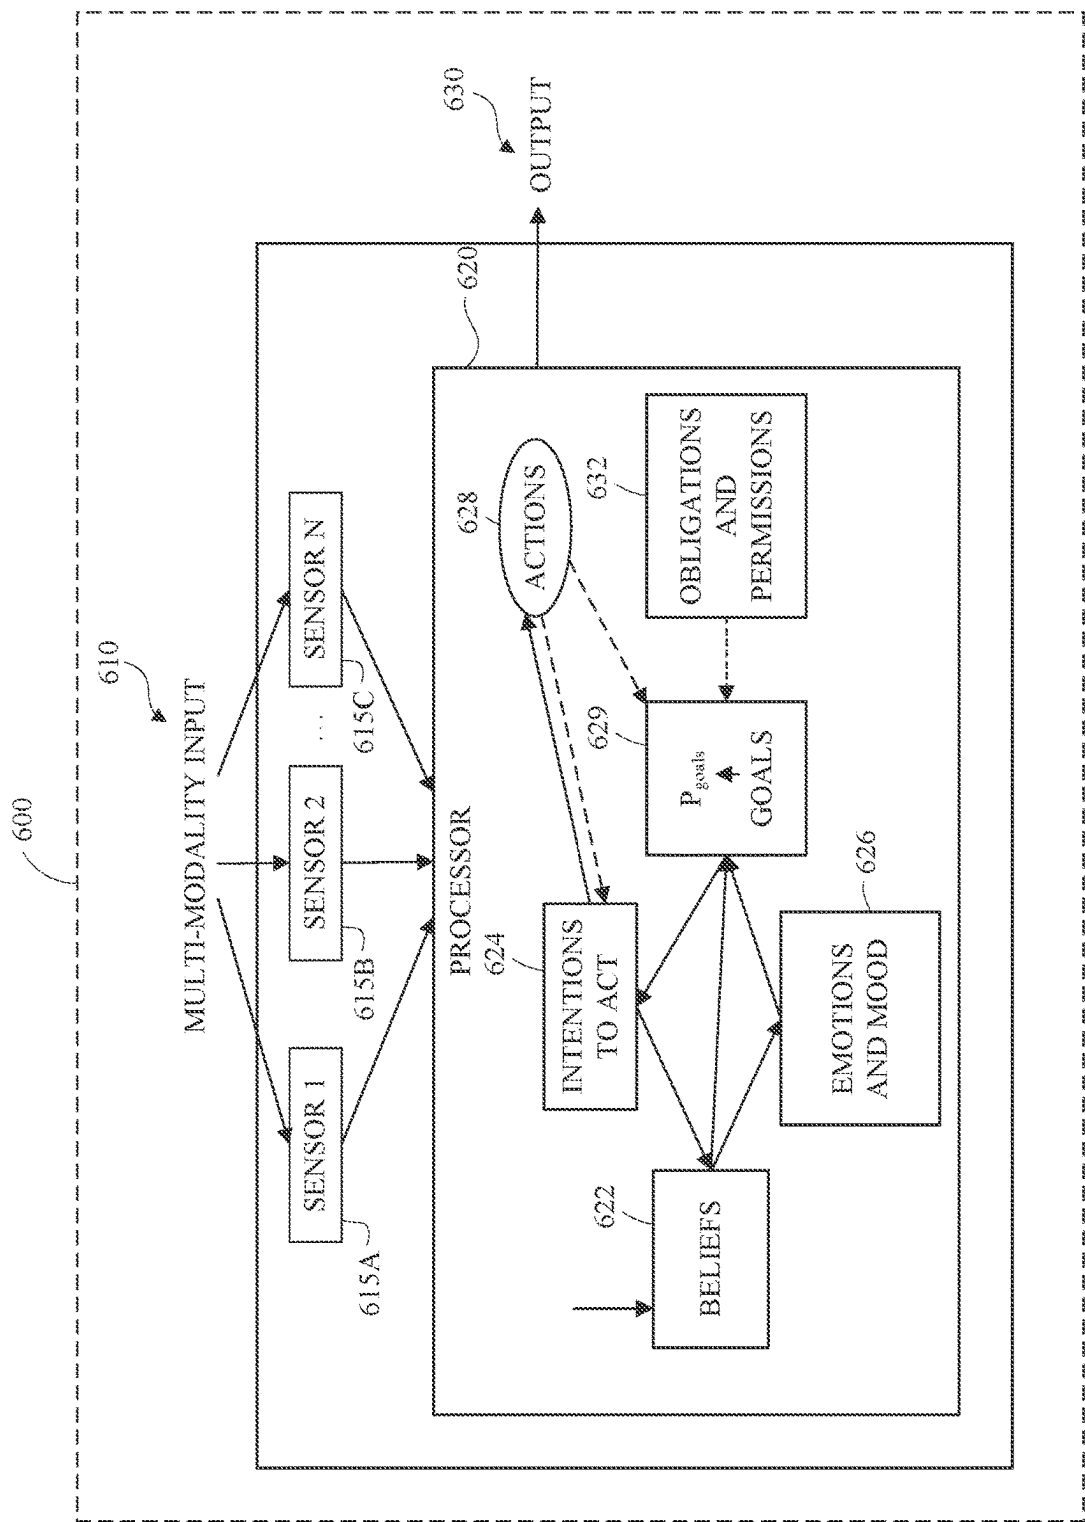 600
MULTI-MODALITY INPUT
610
SENSOR 1
SENSOR 2
...
SENSOR N
615A
615B
615C
PROCESSOR
620
OUTPUT
630
624
INTENTIONS
TO ACT
628
ACTIONS
622
BELIEFS
629
P goals
GOALS
632
OBLIGATIONS
AND
PERMISSIONS
626
EMOTIONS
AND MOOD